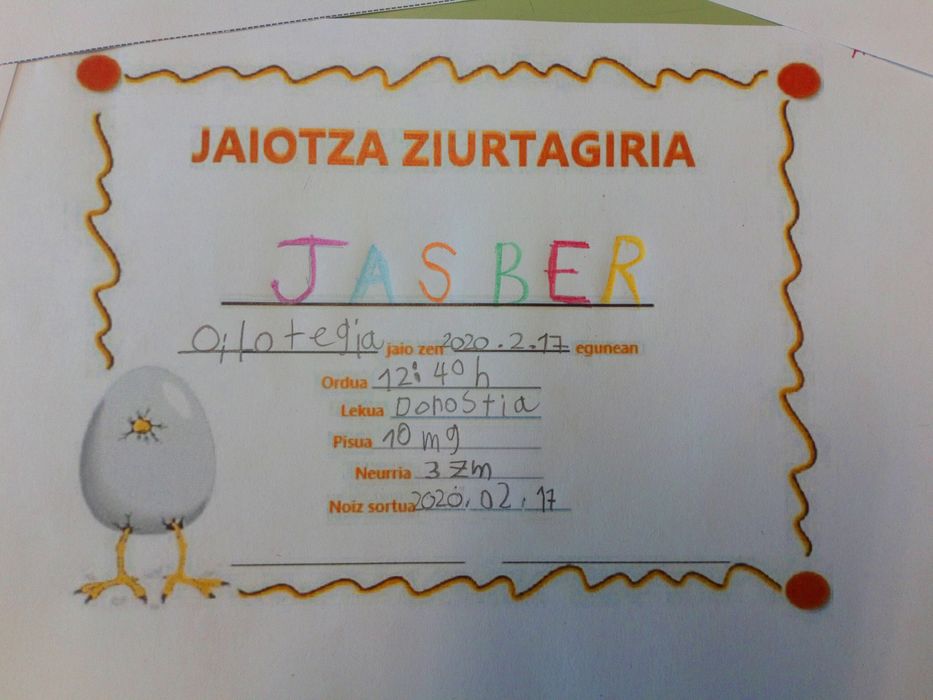 JAIOTZA ZIURTAGIRIA
JASBER
Oilotegia jaio zen 2020.2.17 egunean
Ordua 12:40 h
Lekua Donostia
Pisua 10 mg
Neurria 3 zm
Noiz sortua 2020.02.17